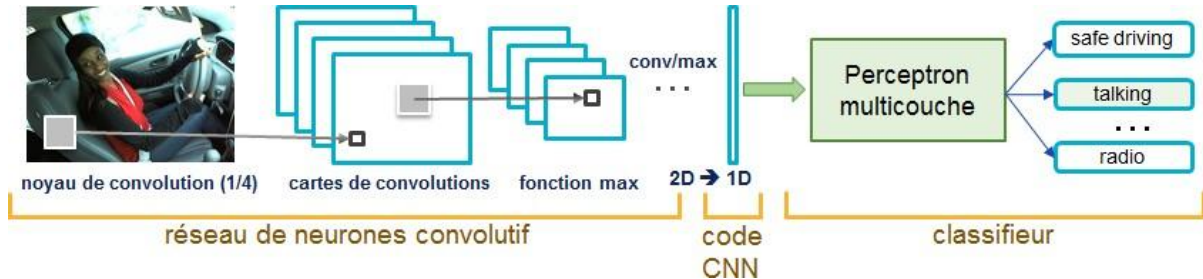 conv/max
. . .
noyau de convolution (1/4)
cartes de convolutions
fonction max
2D ➔ 1D
Perceptron
multicouche
safe driving
talking
. . .
radio
réseau de neurones convolutif
code
CNN
classifieur